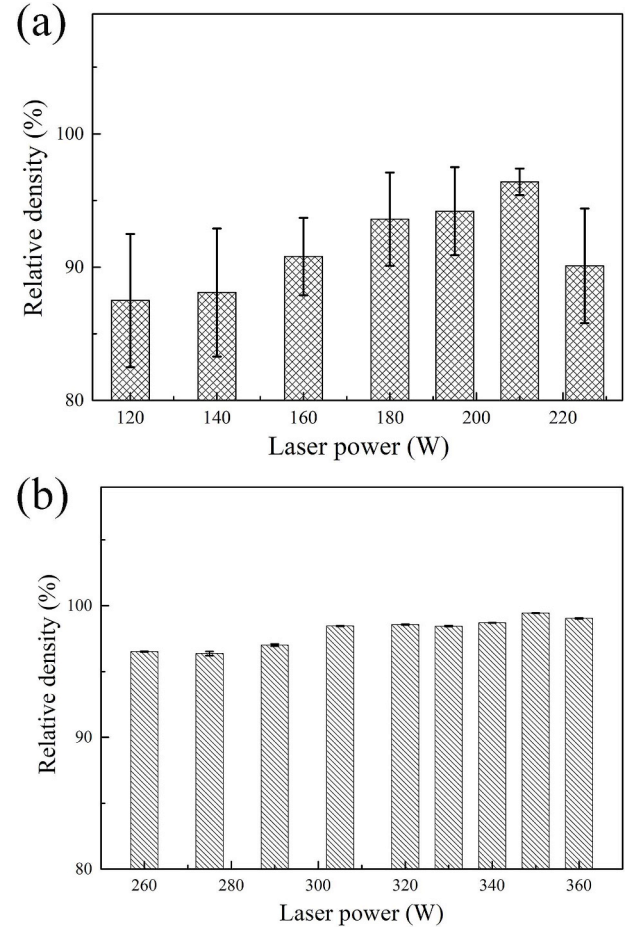 (a)
Relative density (%)
100
90
80
120 140 160 180 200 220
Laser power (W)
(b)
Relative density (%)
100
90
80
260 280 300 320 340 360
Laser power (W)